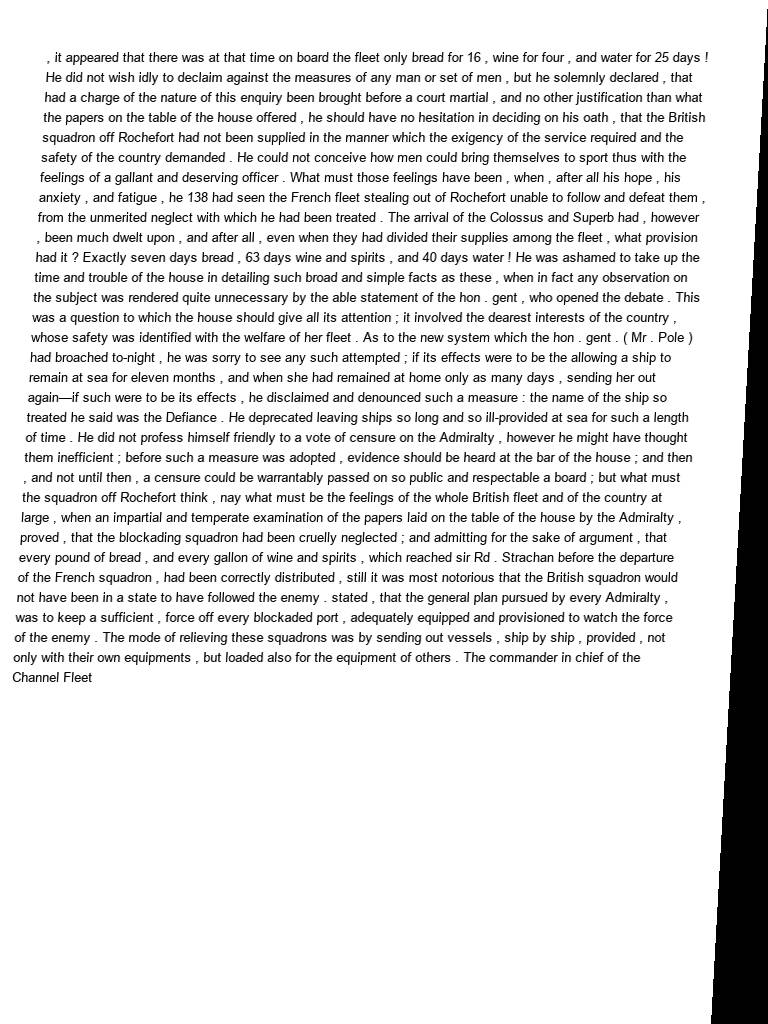 , it appeared that there was at that time on board the fleet only bread for 16 , wine for four , and water for 25 days !
He did not wish idly to declaim against the measures of any man or set of men , but he solemnly declared , that
had a charge of the nature of this enquiry been brought before a court martial , and no other justification than what
the papers on the table of the house offered , he should have no hesitation in deciding on his oath , that the British
squadron off Rochefort had not been supplied in the manner which the exigency of the service required and the
safety of the country demanded . He could not conceive how men could bring themselves to sport thus with the
feelings of a gallant and deserving officer . What must those feelings have been , when , after all his hope , his
anxiety , and fatigue , he 138 had seen the French fleet stealing out of Rochefort unable to follow and defeat them ,
from the unmerited neglect with which he had been treated . The arrival of the Colossus and Superb had , however
, been much dwelt upon , and after all , even when they had divided their supplies among the fleet , what provision
had it ? Exactly seven days bread , 63 days wine and spirits , and 40 days water ! He was ashamed to take up the
time and trouble of the house in detailing such broad and simple facts as these , when in fact any observation on
the subject was rendered quite unnecessary by the able statement of the hon . gent , who opened the debate . This
was a question to which the house should give all its attention ; it involved the dearest interests of the country ,
whose safety was identified with the welfare of her fleet . As to the new system which the hon . gent . ( Mr . Pole )
had broached to-night , he was sorry to see any such attempted ; if its effects were to be the allowing a ship to
remain at sea for eleven months , and when she had remained at home only as many days , sending her out
again—if such were to be its effects , he disclaimed and denounced such a measure : the name of the ship so
treated he said was the Defiance . He deprecated leaving ships so long and so ill-provided at sea for such a length
of time . He did not profess himself friendly to a vote of censure on the Admiralty , however he might have thought
them inefficient ; before such a measure was adopted , evidence should be heard at the bar of the house ; and then
, and not until then , a censure could be warrantably passed on so public and respectable a board ; but what must
the squadron off Rochefort think , nay what must be the feelings of the whole British fleet and of the country at
large , when an impartial and temperate examination of the papers laid on the table of the house by the Admiralty ,
proved , that the blockading squadron had been cruelly neglected ; and admitting for the sake of argument , that
every pound of bread , and every gallon of wine and spirits , which reached sir Rd . Strachan before the departure
of the French squadron , had been correctly distributed , still it was most notorious that the British squadron would
not have been in a state to have followed the enemy . stated , that the general plan pursued by every Admiralty ,
was to keep a sufficient , force off every blockaded port , adequately equipped and provisioned to watch the force
of the enemy . The mode of relieving these squadrons was by sending out vessels , ship by ship , provided , not
only with their own equipments , but loaded also for the equipment of others . The commander in chief of the
Channel Fleet